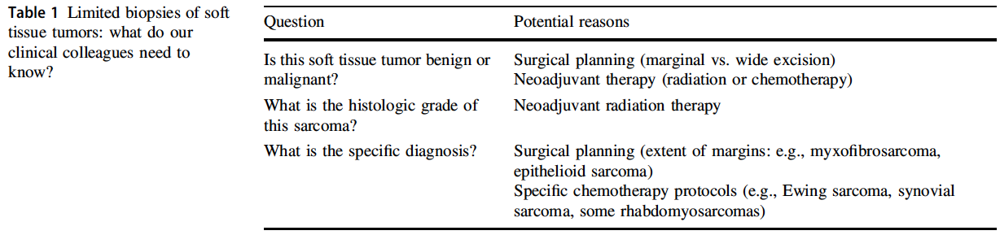 Table 1 Limited biopsies of soft
tissue tumors: what do our
clinical colleagues need to
know?
Question
Potential reasons
Is this soft tissue tumor benign or
malignant?
Surgical planning (marginal vs. wide excision)
Neoadjuvant therapy (radiation or chemotherapy)
What is the histologic grade of
this sarcoma?
Neoadjuvant radiation therapy
What is the specific diagnosis?
Surgical planning (extent of margins: e.g., myxofibrosarcoma,
epithelioid sarcoma)
Specific chemotherapy protocols (e.g., Ewing sarcoma, synovial
sarcoma, some rhabdomyosarcomas)